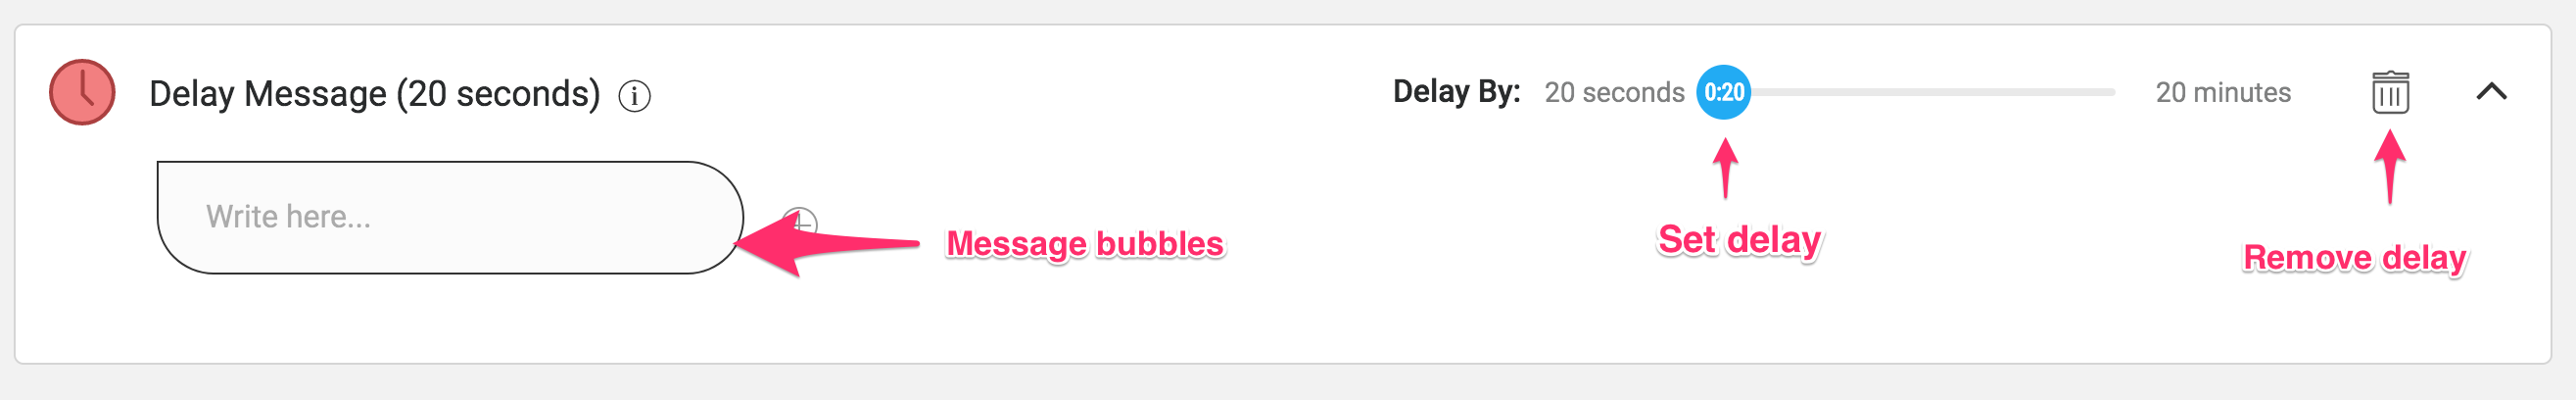 Delay Message (20 seconds) i
Delay By: 20 seconds 0:20 20 minutes
Write here...
Message bubbles
Set delay
Remove delay